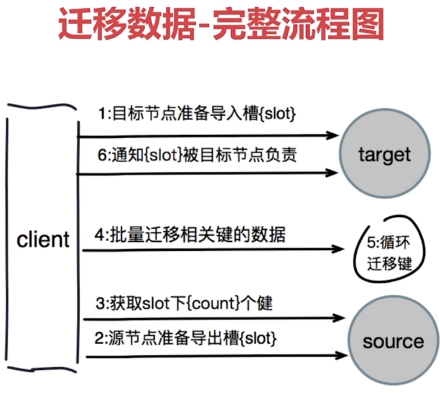 迁移数据-完整流程图
1:目标节点准备导入槽{slot}
6:通知{slot}被目标节点负责
target
client
4:批量迁移相关键的数据
5:循环
迁移键
3:获取slot下{count}个健
2:源节点准备导出槽{slot}
source